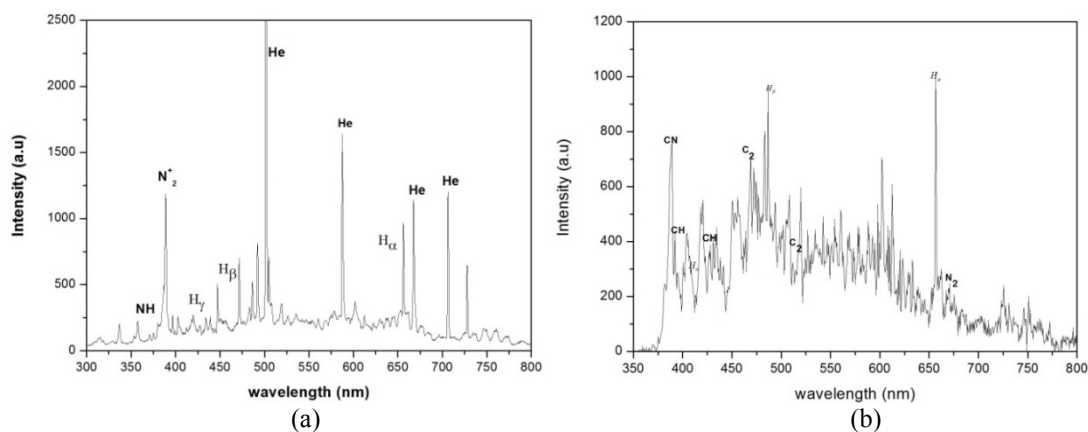 2500
2000
1500
1000
500
0
300 350 400 450 500 550 600 650 700 750 800
Intensity (a.u)
wavelength (nm)
NH
N⁺₂
Hγ
Hβ
He
He
Hα
He
He
(a)
1200
1000
800
600
400
200
0
350 400 450 500 550 600 650 700 750 800
Intensity (a.u)
wavelength (nm)
CN
CH
CH
C₂
C₂
N₂
(b)